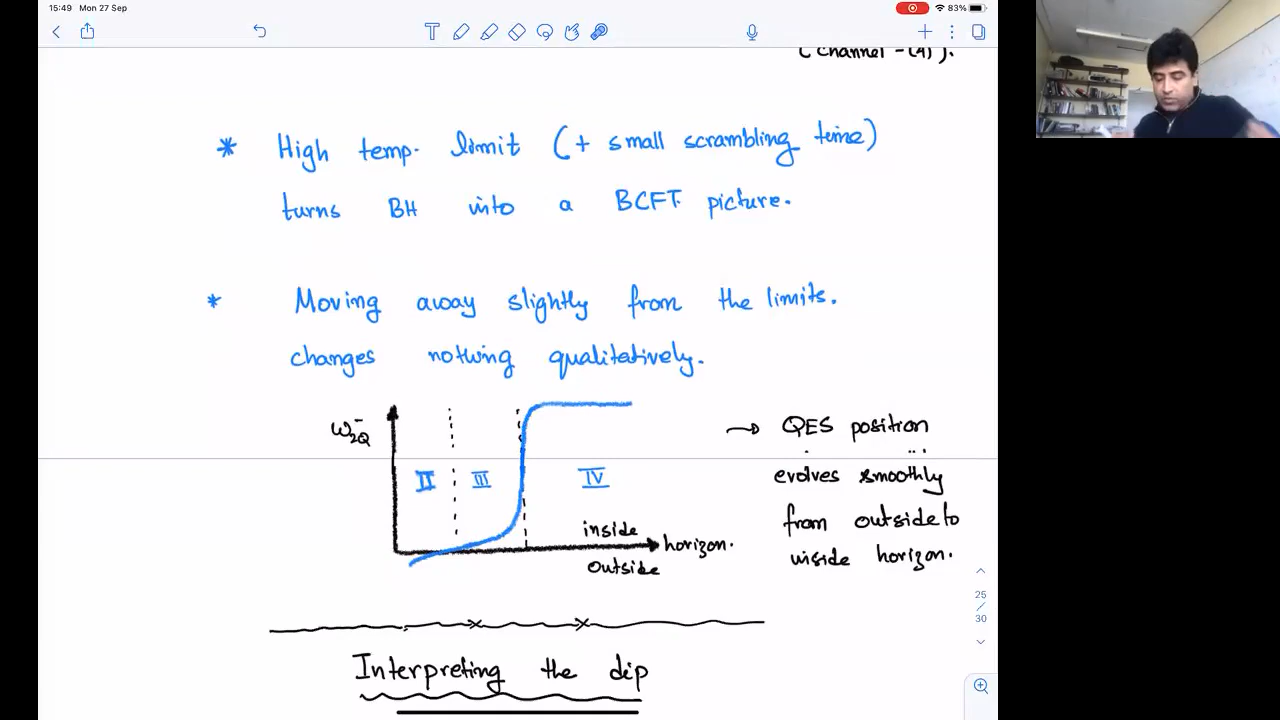 15:49 Mon 27 Sep
83%
(Channel-(4)).
* High temp. limit (+ small scrambling time)
turns BH into a BCFT picture.
* Moving away slightly from the limits.
changes nothing qualitatively.
ω₂Q⁻
II III IV
inside
horizon.
outside
→ QES position
evolves smoothly
from outside to
inside horizon.
25
/
30
Interpreting the dip